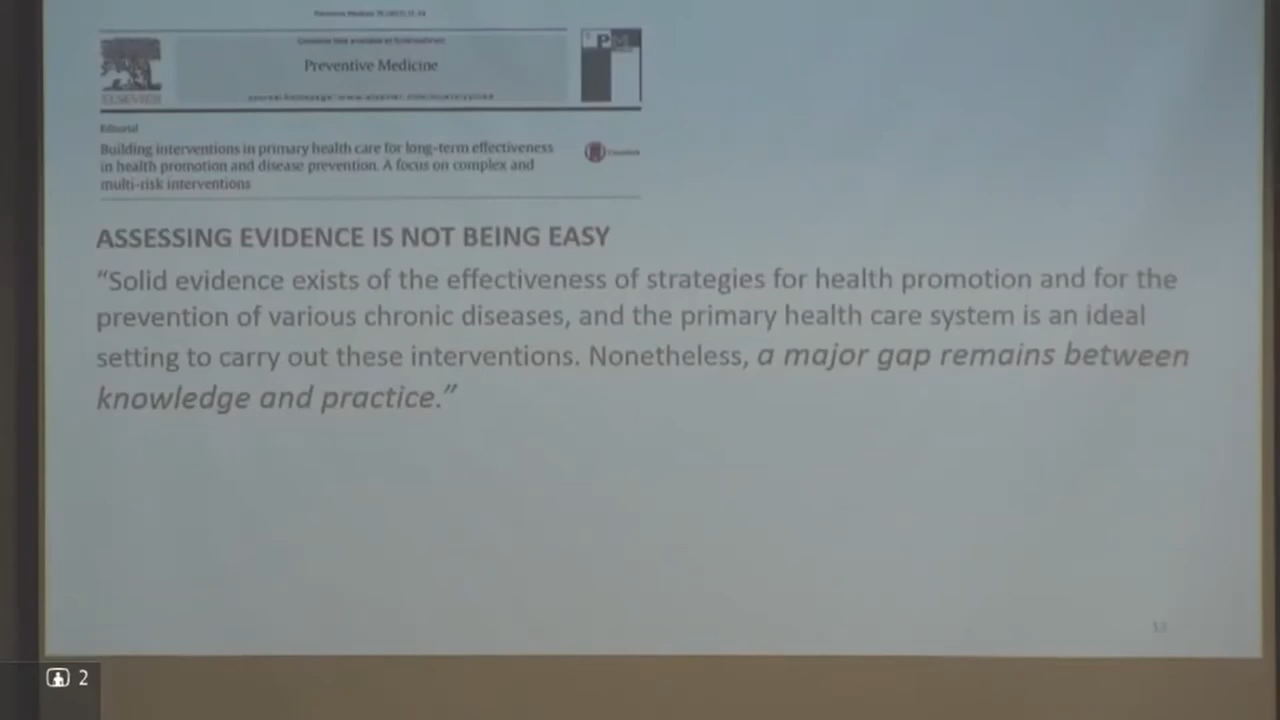 ELSEVIER
Preventive Medicine
Editorial
Building interventions in primary health care for long-term effectiveness
in health promotion and disease prevention. A focus on complex and
multi-risk interventions
ASSESSING EVIDENCE IS NOT BEING EASY
“Solid evidence exists of the effectiveness of strategies for health promotion and for the
prevention of various chronic diseases, and the primary health care system is an ideal
setting to carry out these interventions. Nonetheless, a major gap remains between
knowledge and practice.”
2